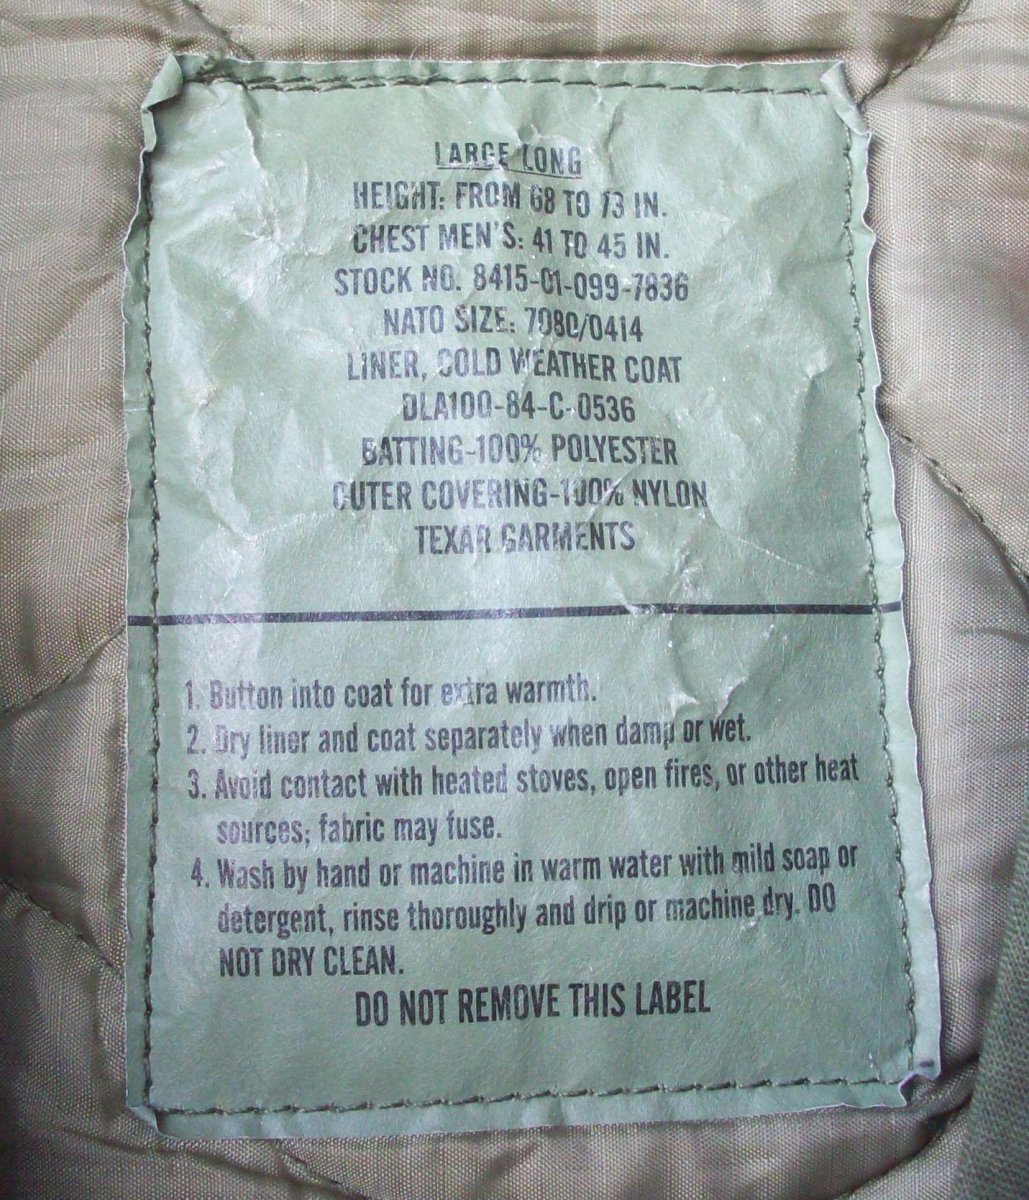 LARGE LONG
HEIGHT: FROM 68 TO 73 IN.
CHEST MEN'S: 41 TO 45 IN.
STOCK NO. 8415-01-099-7836
NATO SIZE: 7080/0414
LINER, COLD WEATHER COAT
DLA100-84-C-0536
BATTING-100% POLYESTER
OUTER COVERING-100% NYLON
TEXAR GARMENTS
1. Button into coat for extra warmth.
2. Dry liner and coat separately when damp or wet.
3. Avoid contact with heated stoves, open fires, or other heat
sources; fabric may fuse.
4. Wash by hand or machine in warm water with mild soap or
detergent, rinse thoroughly and drip or machine dry. DO
NOT DRY CLEAN.
DO NOT REMOVE THIS LABEL